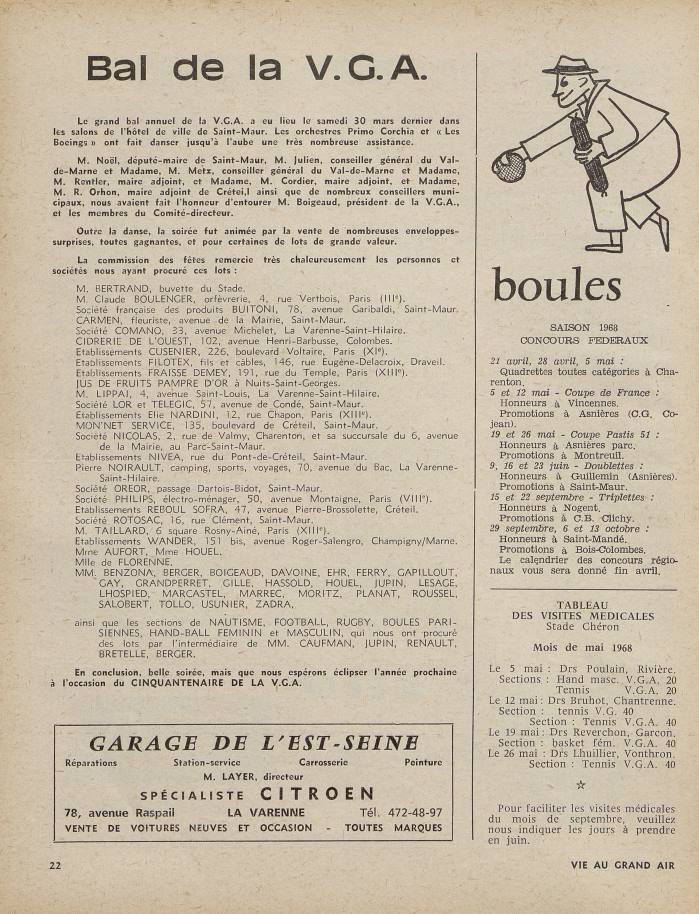 Bal de la V.G.A.
Le grand bal annuel de la V.G.A. a eu lieu le samedi 30 mars dernier dans
les salons de l'hôtel de ville de Saint-Maur. Les orchestres Primo Corchia et « Les
Boeings » ont fait danser jusqu'à l'aube une très nombreuse assistance.
M. Noël, député-maire de Saint-Maur, M. Julien, conseiller général du Val-
de-Marne et Madame, M. Metz, conseiller général du Val-de-Marne et Madame,
M. Rentler, maire adjoint, et Madame, M. Cordier, maire adjoint, et Madame,
M. R. Orhon, maire adjoint de Crétei,l ainsi que de nombreux conseillers muni-
cipaux, nous avaient fait l'honneur d'entourer M. Boigeaud, président de la V.G.A.,
et les membres du Comité-directeur.
Outre la danse, la soirée fut animée par la vente de nombreuses enveloppes-
surprises, toutes gagnantes, et pour certaines de lots de grande valeur.
La commission des fêtes remercie très chaleureusement les personnes et
sociétés nous ayant procuré ces lots :
M. BERTRAND, buvette du Stade.
M. Claude BOULENGER, orfèvrerie, 4, rue Vertbois, Paris (IIIe).
Société française des produits BUITONI, 78, avenue Garibaldi, Saint-Maur.
CARMEN, fleuriste, avenue de la Mairie, Saint-Maur.
Société COMANO, 33, avenue Michelet, La Varenne-Saint-Hilaire.
CIDRERIE DE L'OUEST, 102, avenue Henri-Barbusse, Colombes.
Etablissements CUSENIER, 226, boulevard Voltaire, Paris (XIe).
Etablissements FILOTEX, fils et câbles, 146, rue Eugène-Delacroix, Draveil.
Etablissements FRAISSE DEMEY, 191, rue du Temple, Paris (XIIIe).
JUS DE FRUITS PAMPRE D'OR à Nuits-Saint-Georges.
M. LIPPAI, 4, avenue Saint-Louis, La Varenne-Saint-Hilaire.
Société LOR et TELEGIC, 57, avenue de Condé, Saint-Maur.
Etablissements Elie NARDINI, 12, rue Chapon, Paris (XIIIe).
MON'NET SERVICE, 135, boulevard de Créteil, Saint-Maur.
Société NICOLAS, 2, rue de Valmy, Charenton, et sa succursale du 6, avenue
de la Mairie, au Parc-Saint-Maur.
Etablissements NIVEA, rue du Pont-de-Créteil, Saint-Maur.
Pierre NOIRAULT, camping, sports, voyages, 70, avenue du Bac, La Varenne-
Saint-Hilaire.
Société OREOR, passage Dartois-Bidot, Saint-Maur.
Société PHILIPS, électro-ménager, 50, avenue Montaigne, Paris (VIIIe).
Etablissements REBOUL SOFRA, 47, avenue Pierre-Brossolette, Créteil.
Société ROTOSAC, 16, rue Clément, Saint-Maur.
M. TAILLARD, 6 square Rosny-Ainé, Paris (XIIIe).
Etablissements WANDER, 151 bis, avenue Roger-Salengro, Champigny/Marne.
Mme AUFORT, Mme HOUEL.
Mlle de FLORENNE.
MM. BENZONA, BERGER, BOIGEAUD, DAVOINE, EHR, FERRY, GAPILLOUT,
GAY, GRANDPERRET, GILLE, HASSOLD, HOUEL, JUPIN, LESAGE,
LHOSPIED, MARCASTEL, MARREC, MORITZ, PLANAT, ROUSSEL,
SALOBERT, TOLLO, USUNIER, ZADRA,
ainsi que les sections de NAUTISME, FOOTBALL, RUGBY, BOULES PARI-
SIENNES, HAND-BALL FEMININ et MASCULIN, qui nous ont procuré
des lots par l'intermédiaire de MM. CAUFMAN, JUPIN, RENAULT,
BRETELLE, BERGER.
En conclusion, belle soirée, mais que nous espérons éclipser l'année prochaine
à l'occasion du CINQUANTENAIRE DE LA V.G.A.
GARAGE DE L'EST-SEINE
Réparations Station-service Carrosserie Peinture
M. LAYER, directeur
SPÉCIALISTE CITROEN
78, avenue Raspail LA VARENNE Tél. 472-48-97
VENTE DE VOITURES NEUVES ET OCCASION - TOUTES MARQUES
boules
SAISON 1968
CONCOURS FEDERAUX
21 avril, 28 avril, 5 mai :
Quadrettes toutes catégories à Cha-
renton.
5 et 12 mai - Coupe de France :
Honneurs à Vincennes.
Promotions à Asnières (C.G. Co-
jean).
19 et 26 mai - Coupe Pastis 51 :
Honneurs à Asnières parc.
Promotions à Montreuil.
9, 16 et 23 juin - Doublettes :
Honneurs à Guillemin (Asnières).
Promotions à Saint-Maur.
15 et 22 septembre - Triplettes :
Honneurs à Nogent.
Promotions à C.B. Clichy.
29 septembre, 6 et 13 octobre :
Honneurs à Saint-Mandé.
Promotions à Bois-Colombes.
Le calendrier des concours régio-
naux vous sera donné fin avril.
TABLEAU
DES VISITES MEDICALES
Stade Chéron
Mois de mai 1968
Le 5 mai : Drs Poulain, Rivière.
Sections : Hand masc. V.G.A. 20
Tennis V.G.A. 20
Le 12 mai : Drs Bruhot, Chantrenne.
Section : tennis V.G. 40
Section : Tennis V.G.A. 40
Le 19 mai : Drs Reverchon, Garcon.
Section : basket fém. V.G.A. 40
Le 26 mai : Drs Lhuillier, Vonthron.
Section : Tennis V.G.A. 40
Pour faciliter les visites médicales
du mois de septembre, veuillez
nous indiquer les jours à prendre
en juin.
22
VIE AU GRAND AIR